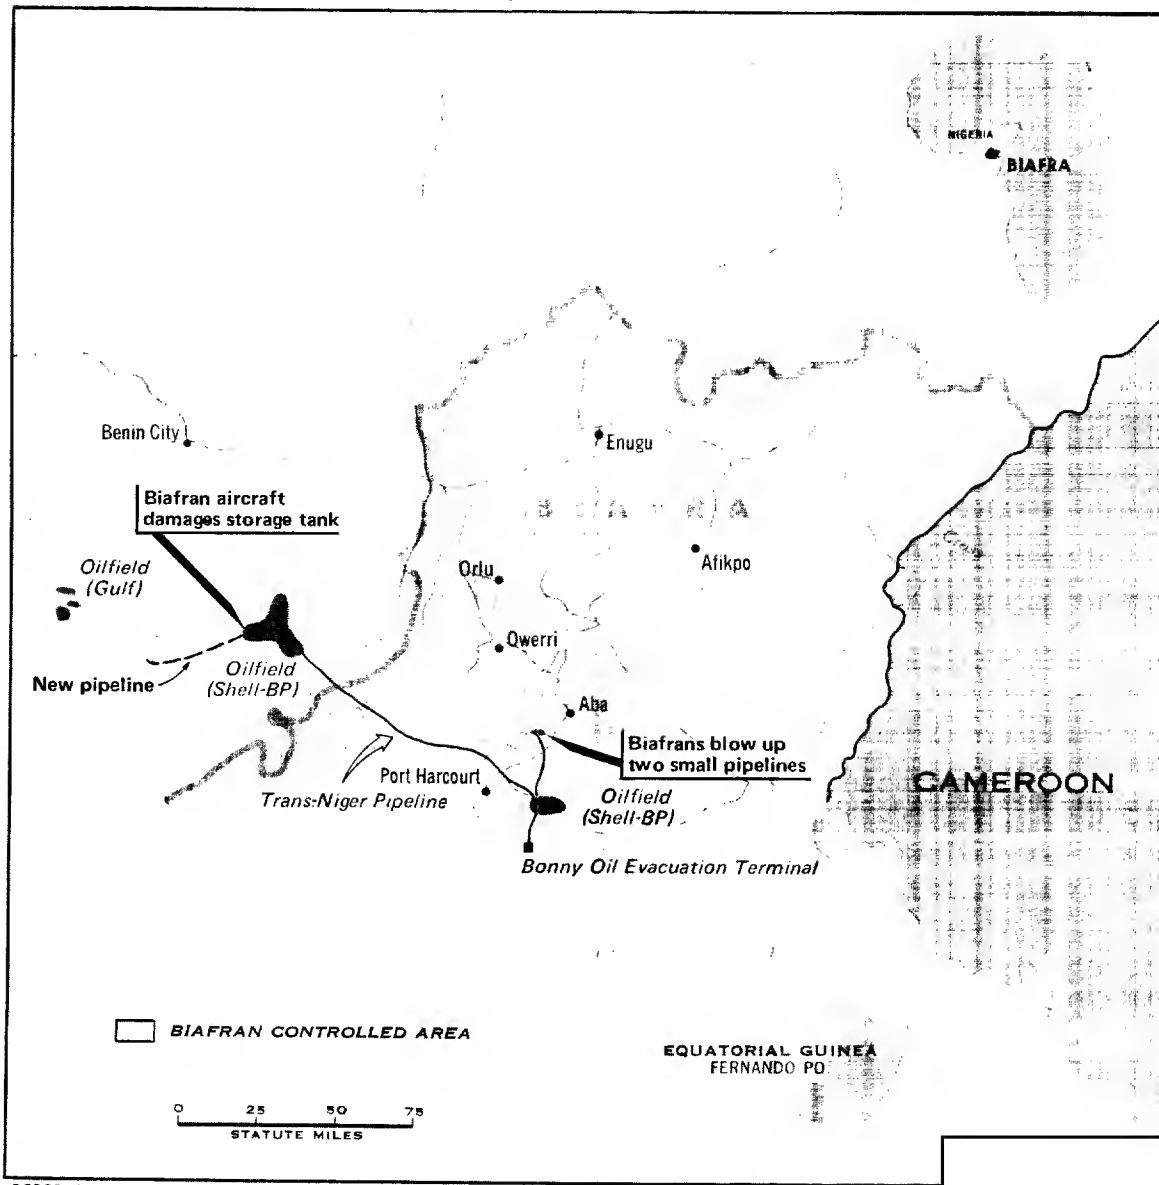 NIGERIA
BIAFRA
Benin City
Enugu
Biafran aircraft
damages storage tank
B I A F R A
Afikpo
Oilfield
(Gulf)
Orlu
Owerri
Oilfield
(Shell-BP)
New pipeline
Aba
Biafrans blow up
two small pipelines
Port Harcourt
CAMEROON
Trans-Niger Pipeline
Oilfield
(Shell-BP)
Bonny Oil Evacuation Terminal
BIAFRAN CONTROLLED AREA
EQUATORIAL GUINEA
FERNANDO PO
0 25 50 75
STATUTE MILES